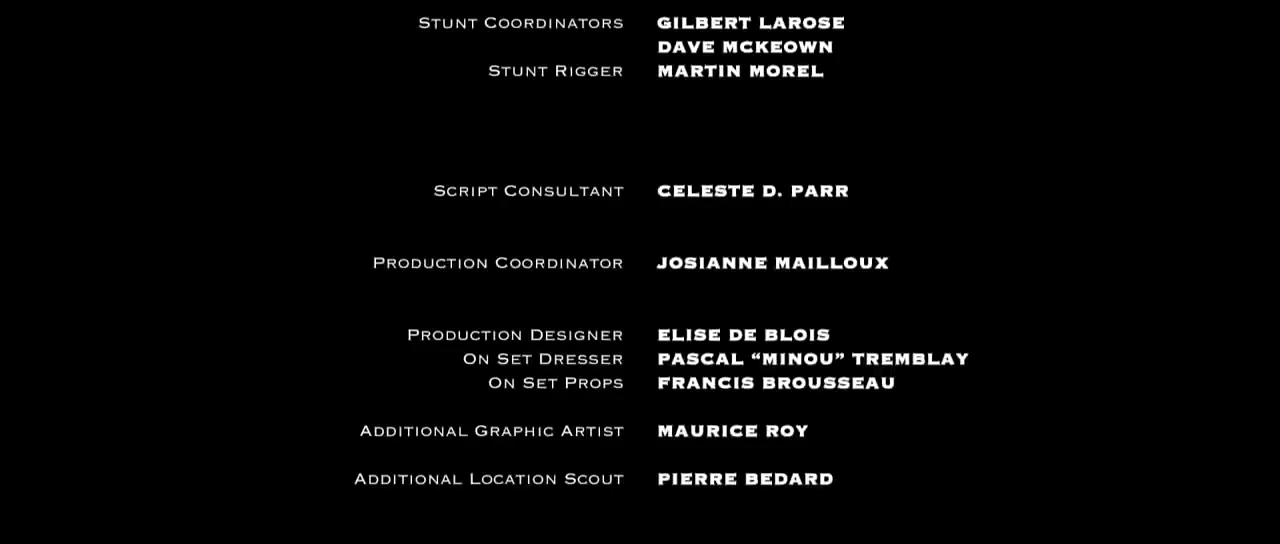 Stunt Coordinators GILBERT LAROSE
DAVE MCKEOWN
Stunt Rigger MARTIN MOREL
Script Consultant CELESTE D. PARR
Production Coordinator JOSIANNE MAILLOUX
Production Designer ELISE DE BLOIS
On Set Dresser PASCAL “MINOU” TREMBLAY
On Set Props FRANCIS BROUSSEAU
Additional Graphic Artist MAURICE ROY
Additional Location Scout PIERRE BEDARD